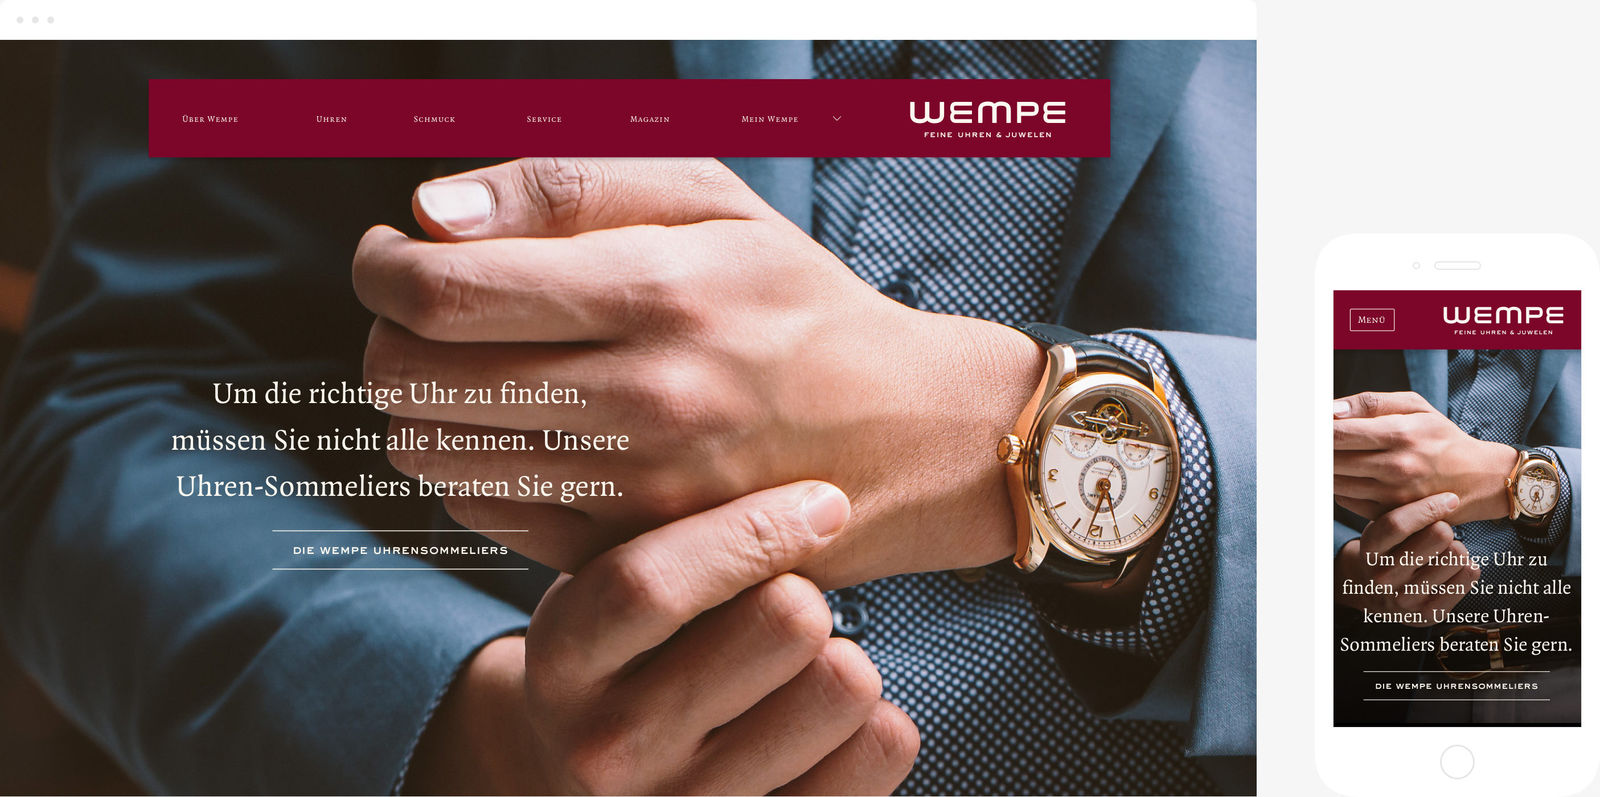 Über Wempe
Uhren
Schmuck
Service
Magazin
Mein Wempe
WEMPE
FEINE UHREN & JUWELEN
Um die richtige Uhr zu finden,
müssen Sie nicht alle kennen. Unsere
Uhren-Sommeliers beraten Sie gern.
DIE WEMPE UHRENSOMMELIERS
Menü
WEMPE
FEINE UHREN & JUWELEN
Um die richtige Uhr zu
finden, müssen Sie nicht alle
kennen. Unsere Uhren-
Sommeliers beraten Sie gern.
DIE WEMPE UHRENSOMMELIERS